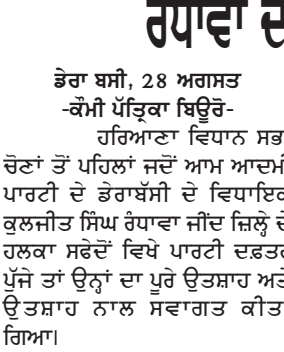 ਰੰਧਾਵਾ ਦ
ਡੇਰਾ ਬਸੀ, 28 ਅਗਸਤ
-ਕੌਮੀ ਪੱਤ੍ਰਿਕਾ ਬਿਊਰੋ-
ਹਰਿਆਣਾ ਵਿਧਾਨ ਸਭ
ਚੋਣਾਂ ਤੋਂ ਪਹਿਲਾਂ ਜਦੋਂ ਆਮ ਆਦਮੀ
ਪਾਰਟੀ ਦੇ ਡੇਰਾਬੱਸੀ ਦੇ ਵਿਧਾਇਕ
ਕੁਲਜੀਤ ਸਿੰਘ ਰੰਧਾਵਾ ਜੀਂਦ ਜ਼ਿਲ੍ਹੇ ਦੇ
ਹਲਕਾ ਸਫੇਦੋਂ ਵਿਖੇ ਪਾਰਟੀ ਦਫ਼ਤਰ
ਪੁੱਜੇ ਤਾਂ ਉਨ੍ਹਾਂ ਦਾ ਪੂਰੇ ਉਤਸ਼ਾਹ ਅਤੇ
ਉਤਸ਼ਾਹ ਨਾਲ ਸਵਾਗਤ ਕੀਤ
ਗਿਆ।